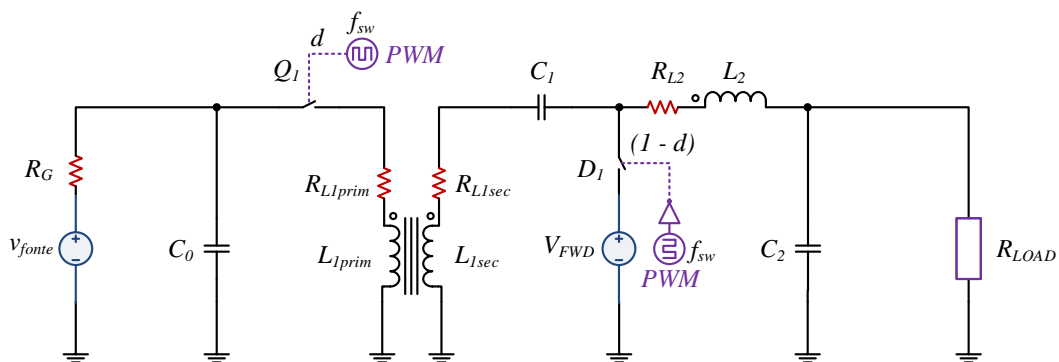 f_sw
d
PWM
Q_1
C_1
R_L2
L_2
(1 - d)
D_1
R_G
R_L1prim
R_L1sec
v_fonte
C_0
L_1prim
L_1sec
V_FWD
f_sw
PWM
C_2
R_LOAD